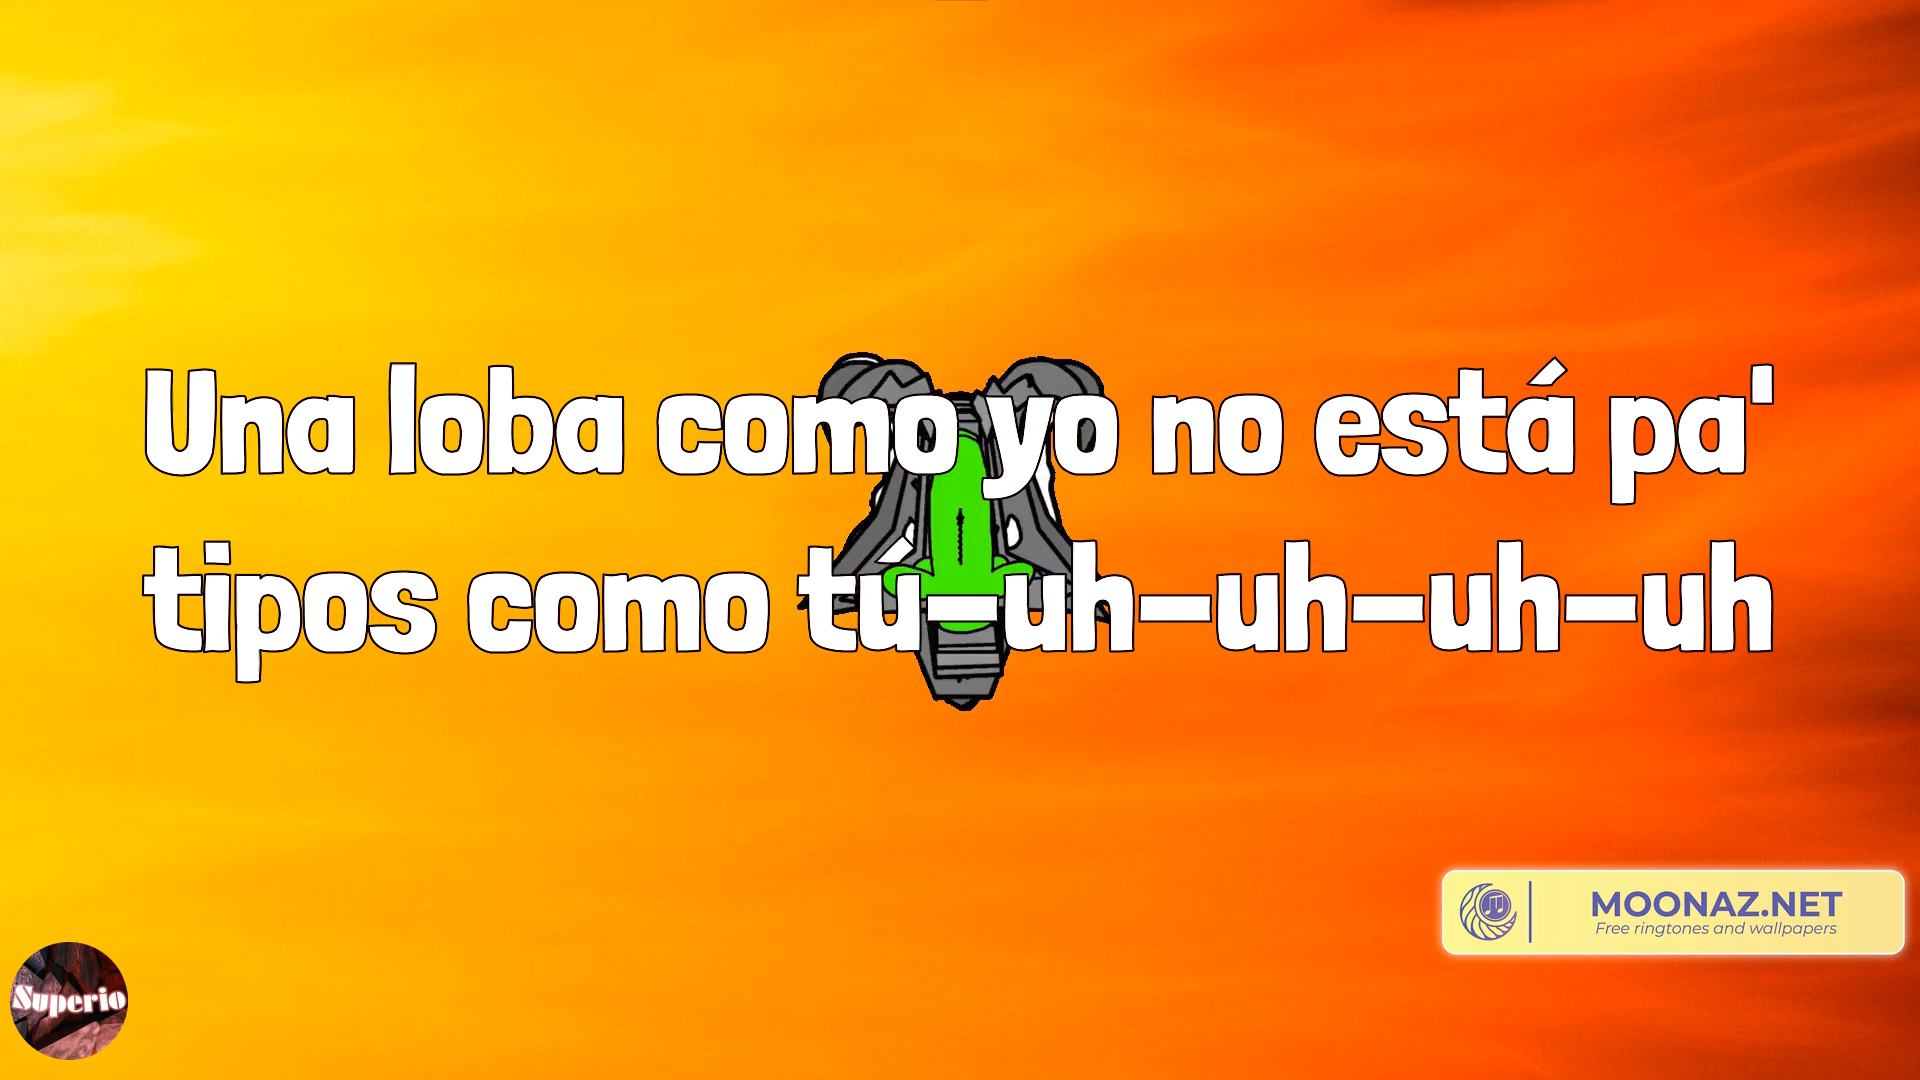 Una loba como yo no está pa'
tipos como tú-uh-uh-uh-uh
MOONAZ.NET
Free ringtones and wallpapers
Superio